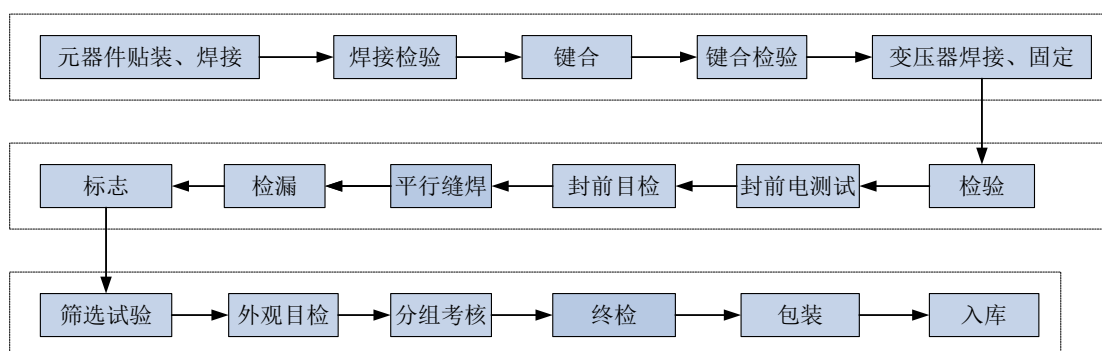 元器件贴装、焊接
焊接检验
键合
键合检验
变压器焊接、固定
检验
封前电测试
封前目检
平行缝焊
检漏
标志
筛选试验
外观目检
分组考核
终检
包装
入库